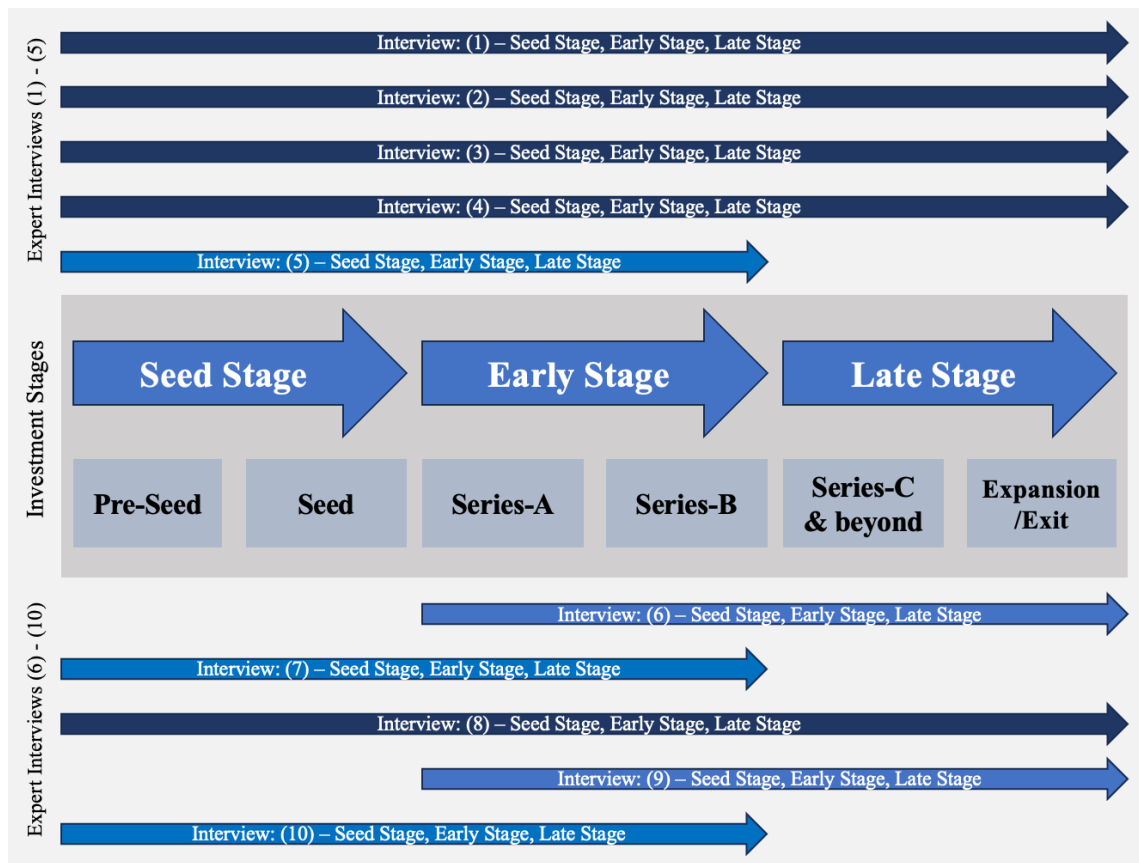 Expert Interviews (1) - (5)
Interview: (1) – Seed Stage, Early Stage, Late Stage
Interview: (2) – Seed Stage, Early Stage, Late Stage
Interview: (3) – Seed Stage, Early Stage, Late Stage
Interview: (4) – Seed Stage, Early Stage, Late Stage
Interview: (5) – Seed Stage, Early Stage, Late Stage
Investment Stages
Seed Stage
Early Stage
Late Stage
Pre-Seed
Seed
Series-A
Series-B
Series-C
& beyond
Expansion
/Exit
Expert Interviews (6) - (10)
Interview: (6) – Seed Stage, Early Stage, Late Stage
Interview: (7) – Seed Stage, Early Stage, Late Stage
Interview: (8) – Seed Stage, Early Stage, Late Stage
Interview: (9) – Seed Stage, Early Stage, Late Stage
Interview: (10) – Seed Stage, Early Stage, Late Stage